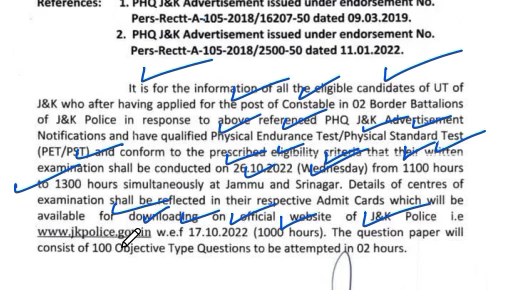 References: 1. PHQ J&K Advertisement issued under endorsement No.
Pers-Rectt-A-105-2018/16207-50 dated 09.03.2019.
2. PHQ J&K Advertisement issued under endorsement No.
Pers-Rectt-A-105-2018/2500-50 dated 11.01.2022.
It is for the information of all the eligible candidates of UT of
J&K who after having applied for the post of Constable in 02 Border Battalions
of J&K Police in response to above referenced PHQ J&K Advertisement
Notifications and have qualified Physical Endurance Test/Physical Standard Test
(PET/PST) and conform to the prescribed eligibility criteria that their written
examination shall be conducted on 26.10.2022 (Wednesday) from 1100 hours
to 1300 hours simultaneously at Jammu and Srinagar. Details of centres of
examination shall be reflected in their respective Admit Cards which will be
available for downloading on official website of J&K Police i.e
www.jkpolice.gov.in w.e.f 17.10.2022 (1000 hours). The question paper will
consist of 100 Objective Type Questions to be attempted in 02 hours.